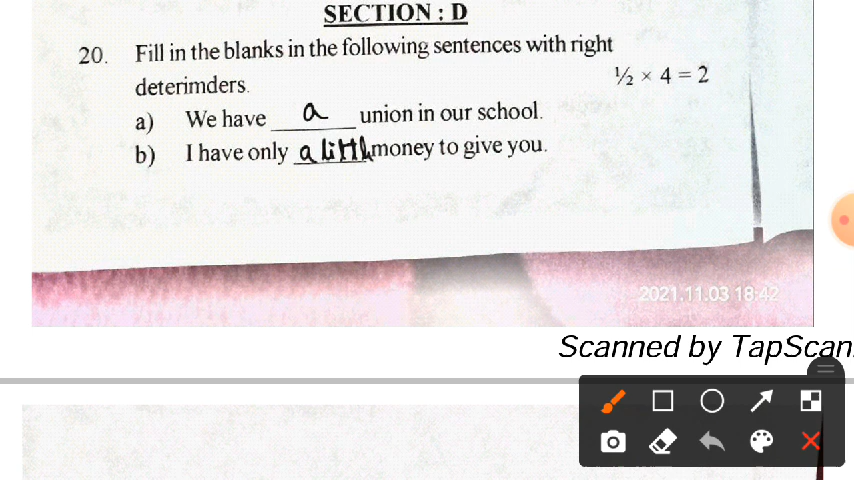 SECTION : D
20. Fill in the blanks in the following sentences with right
deterimders. ½ × 4 = 2
a) We have a union in our school.
b) I have only a little money to give you.
2021.11.03 18:42
Scanned by TapScan